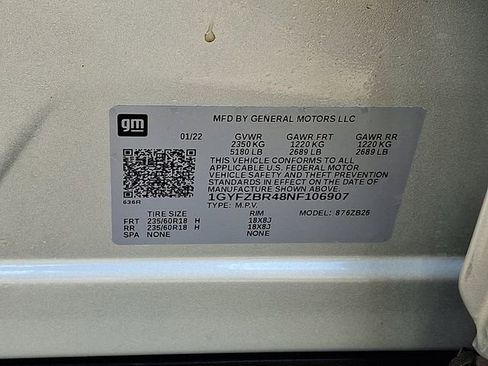 gm
MFD BY GENERAL MOTORS LLC
01/22 GVWR GAWR FRT GAWR RR
2350 KG 1220 KG 1220 KG
5180 LB 2689 LB 2689 LB
THIS VEHICLE CONFORMS TO ALL
APPLICABLE U.S. FEDERAL MOTOR
VEHICLE SAFETY AND THEFT PREVENTION
STANDARDS IN EFFECT ON THE DATE OF
MANUFACTURE SHOWN ABOVE.
636R
1GYFZBR48NF106907
TYPE: M.P.V.
TIRE SIZE RIM MODEL: 876ZB26
FRT 235/60R18 H 18X8J
RR 235/60R18 H 18X8J
SPA NONE NONE